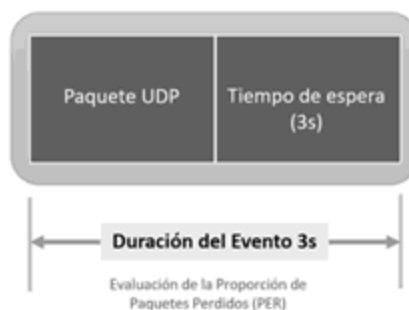 Paquete UDP
Tiempo de espera
(3s)
Duración del Evento 3s
Evaluación de la Proporción de
Paquetes Perdidos (PER)